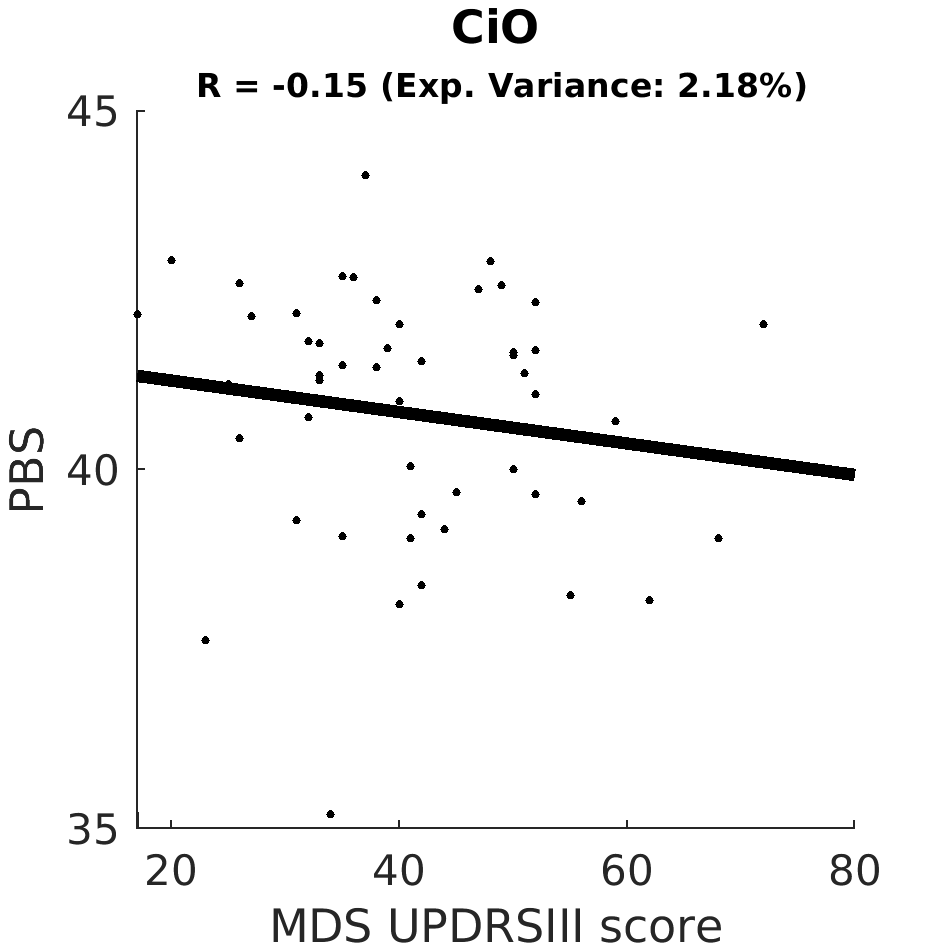 CiO
R = -0.15 (Exp. Variance: 2.18%)
45
40
35
PBS
20 40 60 80
MDS UPDRSIII score